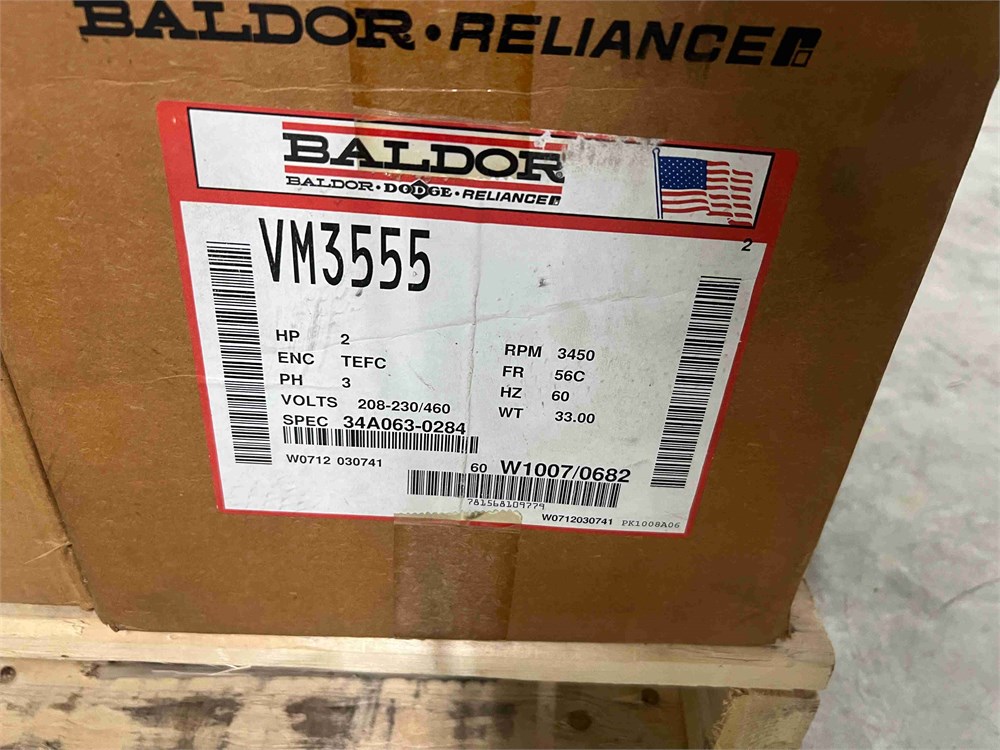 BALDOR•RELIANCE
BALDOR
BALDOR•DODGE•RELIANCE
2
VM3555
HP 2
ENC TEFC
PH 3
VOLTS 208-230/460
SPEC 34A063-0284
RPM 3450
FR 56C
HZ 60
WT 33.00
W0712 030741
60 W1007/0682
781568109779
W0712030741 PK1008A06